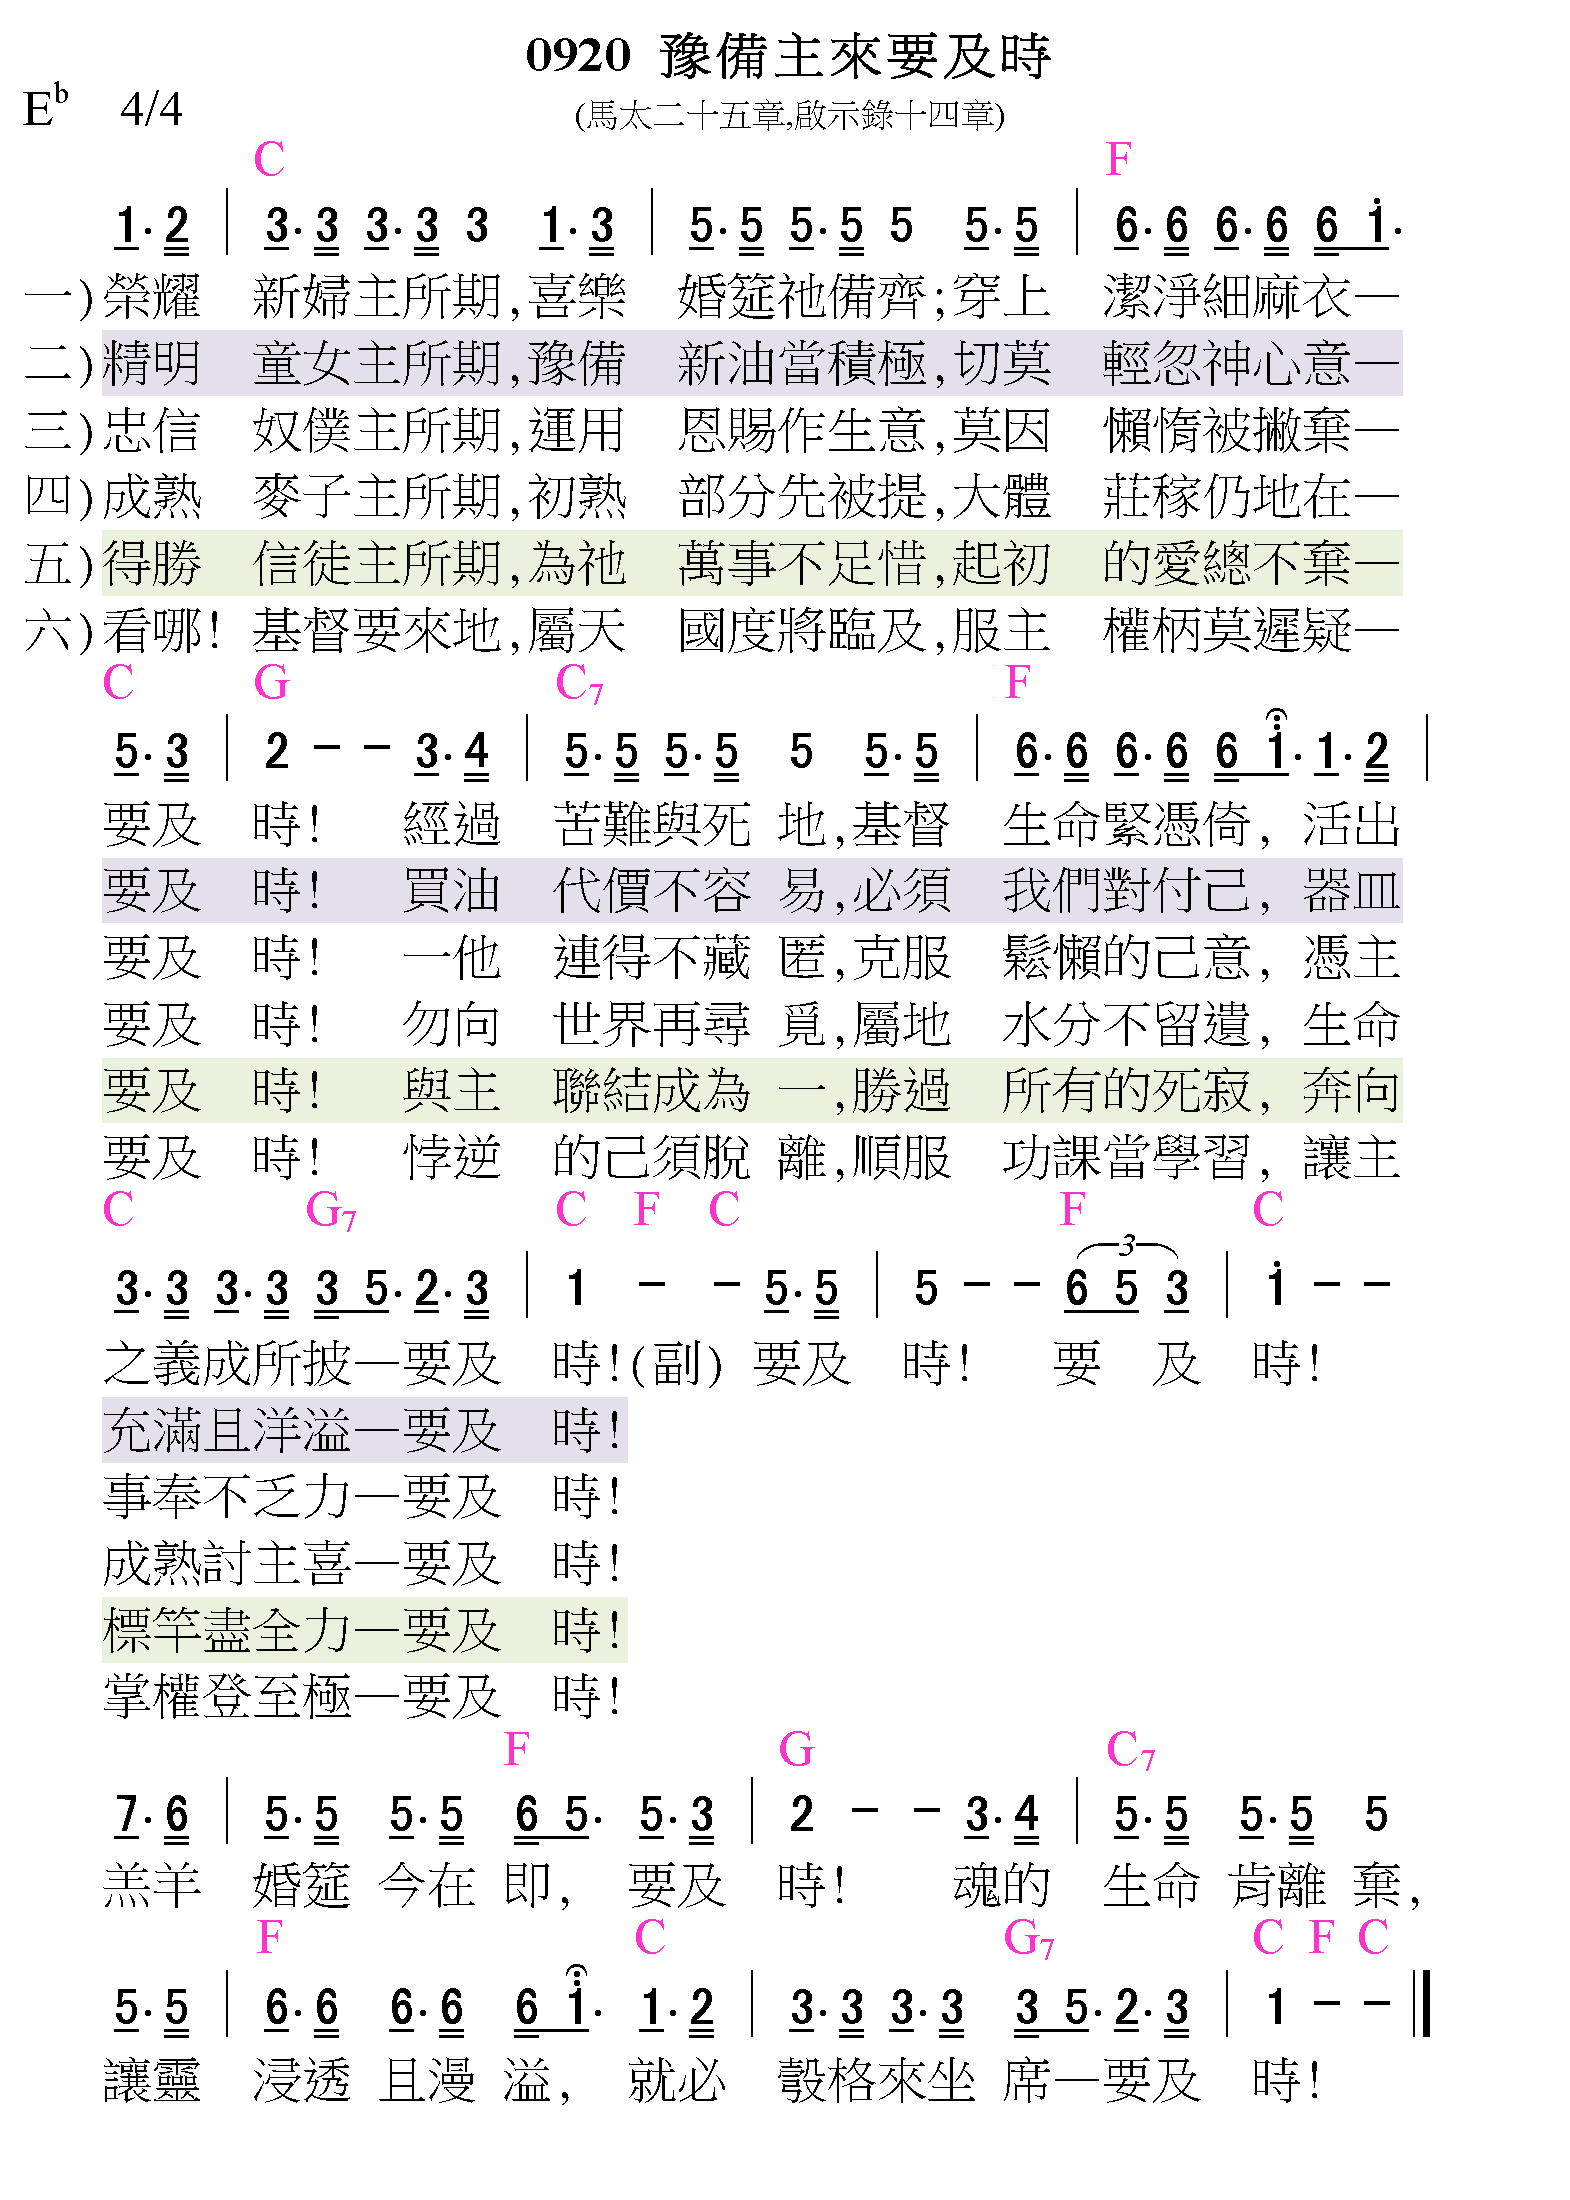 0920 豫備主來要及時
E♭ 4/4 (馬太二十五章,啟示錄十四章)
C F
1. 2 | 3. 3 3. 3 3 1. 3 | 5. 5 5. 5 5 5. 5 | 6. 6 6. 6 6 i.
一)榮耀 新婦主所期,喜樂 婚筵祂備齊;穿上 潔淨細麻衣—
二)精明 童女主所期,豫備 新油當積極,切莫 輕忽神心意—
三)忠信 奴僕主所期,運用 恩賜作生意,莫因 懶惰被撇棄—
四)成熟 麥子主所期,初熟 部分先被提,大體 莊稼仍地在—
五)得勝 信徒主所期,為祂 萬事不足惜,起初 的愛總不棄—
六)看哪! 基督要來地,屬天 國度將臨及,服主 權柄莫遲疑—
C G C7 F
5. 3 | 2 - - 3. 4 | 5. 5 5. 5 5 5. 5 | 6. 6 6. 6 6 i. 1. 2 |
要及 時! 經過 苦難與死 地,基督 生命緊憑倚, 活出
要及 時! 買油 代價不容 易,必須 我們對付己, 器皿
要及 時! 一他 連得不藏 匿,克服 鬆懶的己意, 憑主
要及 時! 勿向 世界再尋 覓,屬地 水分不留遺, 生命
要及 時! 與主 聯結成為 一,勝過 所有的死寂, 奔向
要及 時! 悖逆 的己須脫 離,順服 功課當學習, 讓主
C G7 C F C F C
3. 3 3. 3 3 5. 2. 3 | 1 - - 5. 5 | 5 - - 6 5 3 | i - -
之義成所披—要及 時!(副) 要及 時! 要 及 時!
充滿且洋溢—要及 時!
事奉不乏力—要及 時!
成熟討主喜—要及 時!
標竿盡全力—要及 時!
掌權登至極—要及 時!
F G C7
7. 6 | 5. 5 5. 5 6 5. 5. 3 | 2 - - 3. 4 | 5. 5 5. 5 5
羔羊 婚筵 今在 即, 要及 時! 魂的 生命 肯離 棄,
F C G7 C F C
5. 5 | 6. 6 6. 6 6 i. 1. 2 | 3. 3 3. 3 3 5. 2. 3 | 1 - - ‖
讓靈 浸透 且漫 溢, 就必 彀格來坐 席—要及 時!